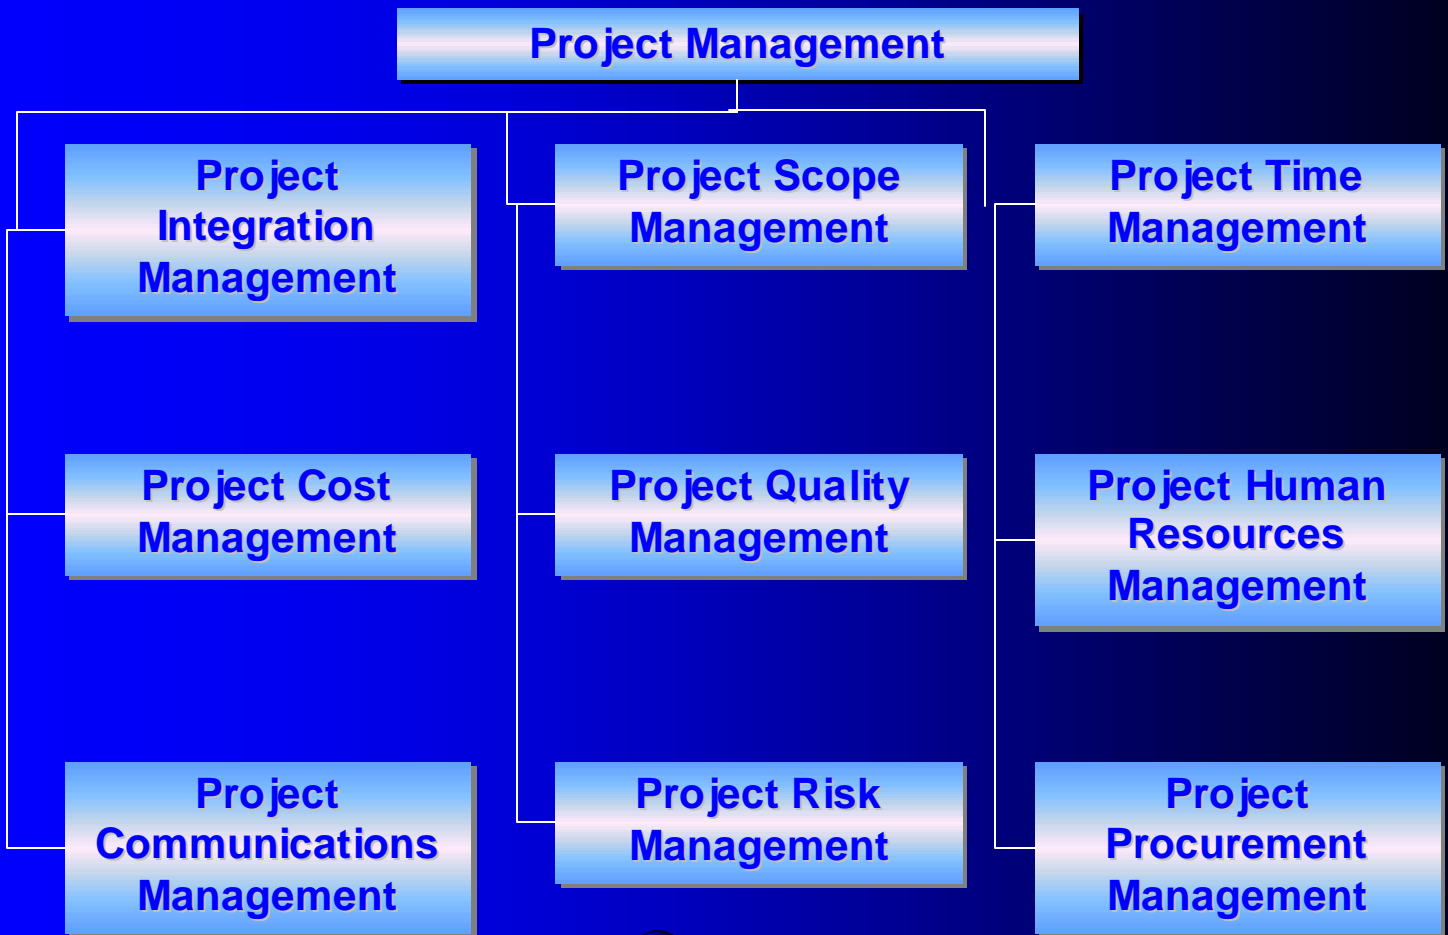 Project Management
Project
Integration
Management
Project Scope
Management
Project Time
Management
Project Cost
Management
Project Quality
Management
Project Human
Resources
Management
Project
Communications
Management
Project Risk
Management
Project
Procurement
Management